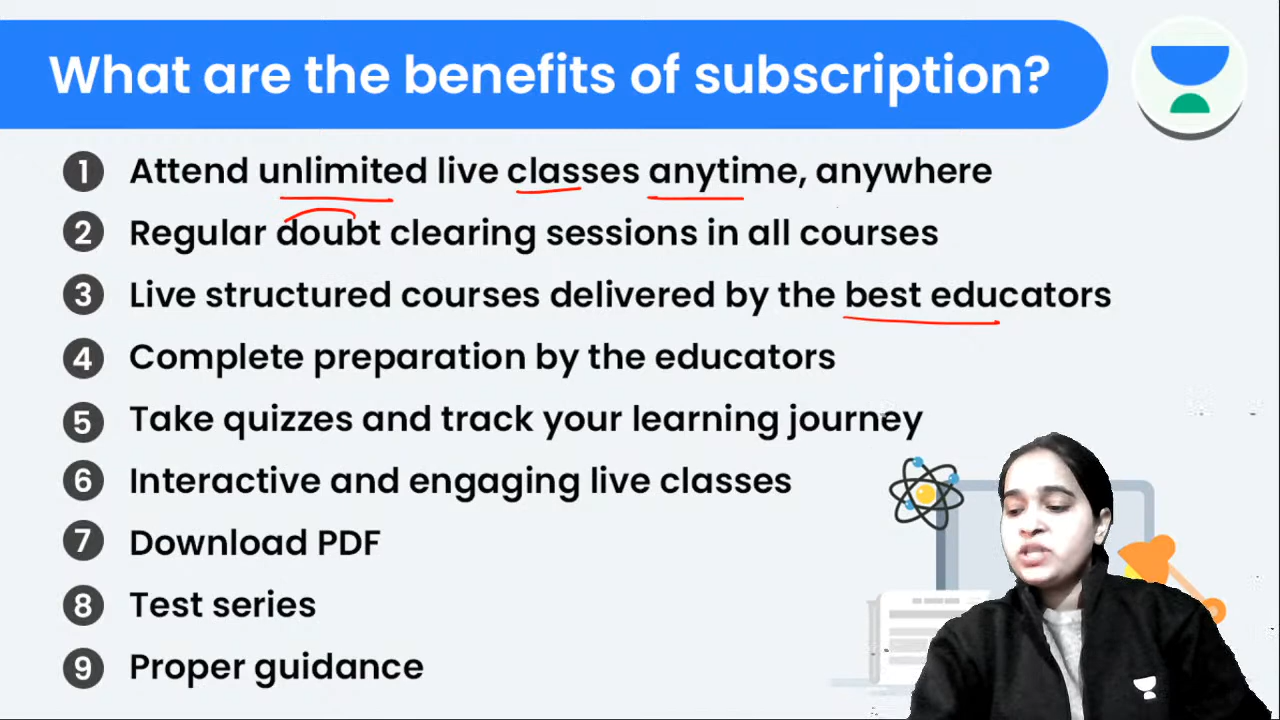 What are the benefits of subscription?
1 Attend unlimited live classes anytime, anywhere
2 Regular doubt clearing sessions in all courses
3 Live structured courses delivered by the best educators
4 Complete preparation by the educators
5 Take quizzes and track your learning journey
6 Interactive and engaging live classes
7 Download PDF
8 Test series
9 Proper guidance